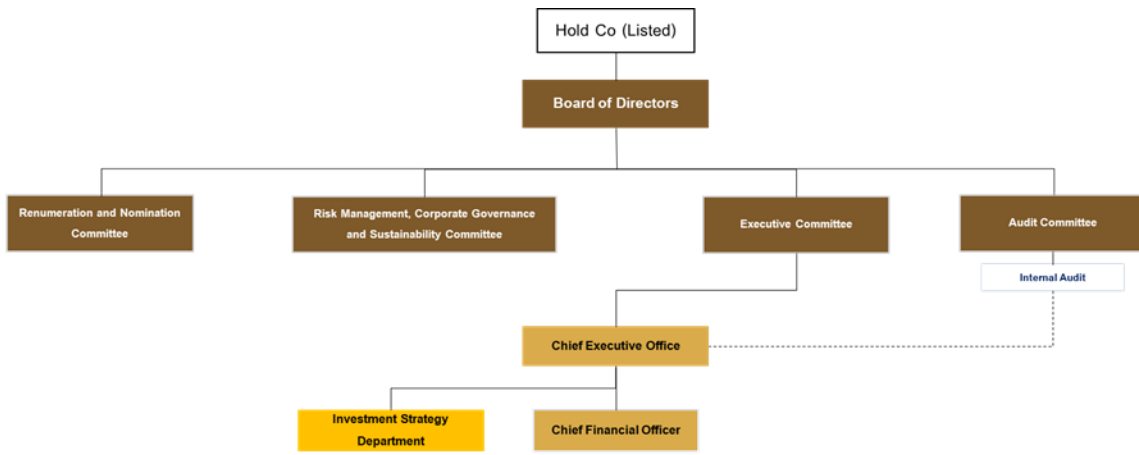 Hold Co (Listed)
Board of Directors
Renumeration and Nomination
Committee
Risk Management, Corporate Governance
and Sustainability Committee
Executive Committee
Audit Committee
Internal Audit
Chief Executive Office
Investment Strategy
Department
Chief Financial Officer